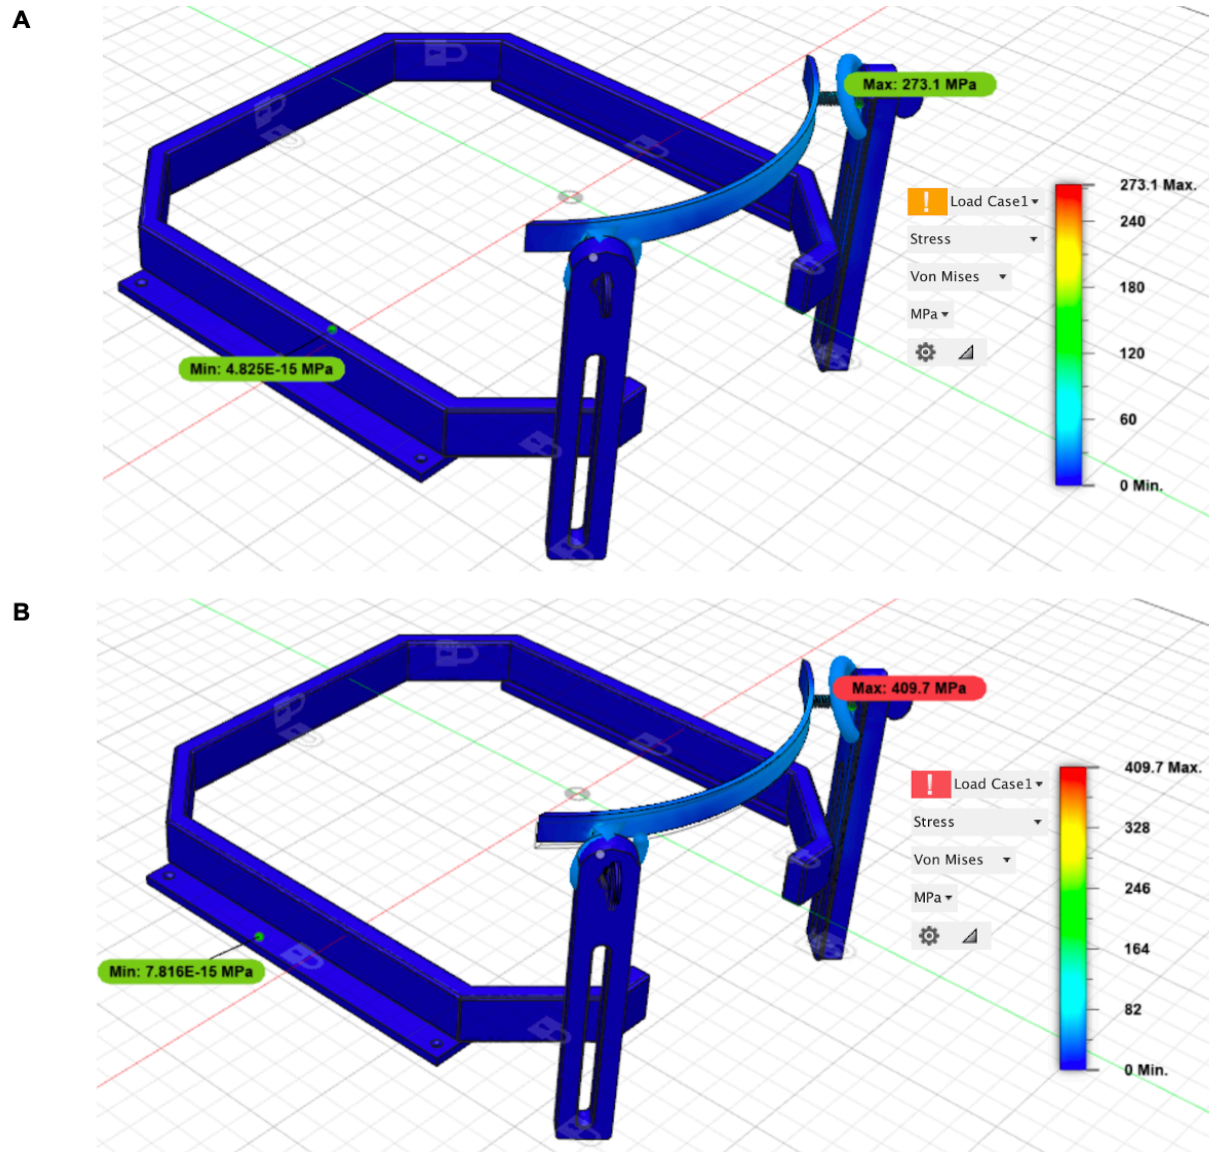 A
Max: 273.1 MPa
Min: 4.825E-15 MPa
! Load Case1
Stress
Von Mises
MPa
273.1 Max.
240
180
120
60
0 Min.
B
Max: 409.7 MPa
Min: 7.816E-15 MPa
! Load Case1
Stress
Von Mises
MPa
409.7 Max.
328
246
164
82
0 Min.